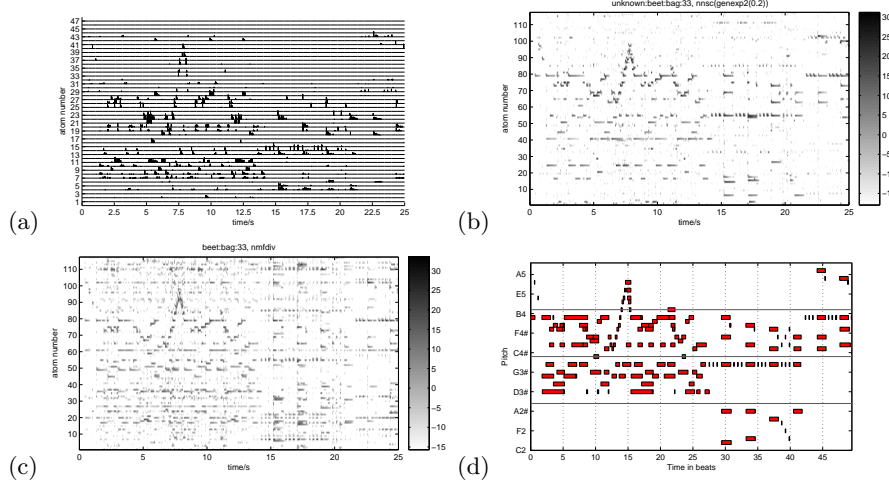 47
45
43
41
39
37
35
33
31
29
27
25
23
21
19
17
15
13
11
9
7
5
3
1
atom number
0 2.5 5 7.5 10 12.5 15 17.5 20 22.5 25
time/s
(a)
unknown:beet:bag:33, nnsc(genexp2(0.2))
110
100
90
80
70
60
50
40
30
20
10
atom number
0 5 10 15 20 25
time/s
30
25
20
15
10
5
0
−5
(b)
beet:bag:33, nmfdiv
110
100
90
80
70
60
50
40
30
20
10
atom number
0 5 10 15 20 25
time/s
30
25
20
15
10
5
0
−5
−10
−15
(c)
A5
E5
B4
F4#
C4#
G3#
D3#
A2#
F2
C2
Pitch
0 5 10 15 20 25 30 35 40 45
Time in beats
(d)